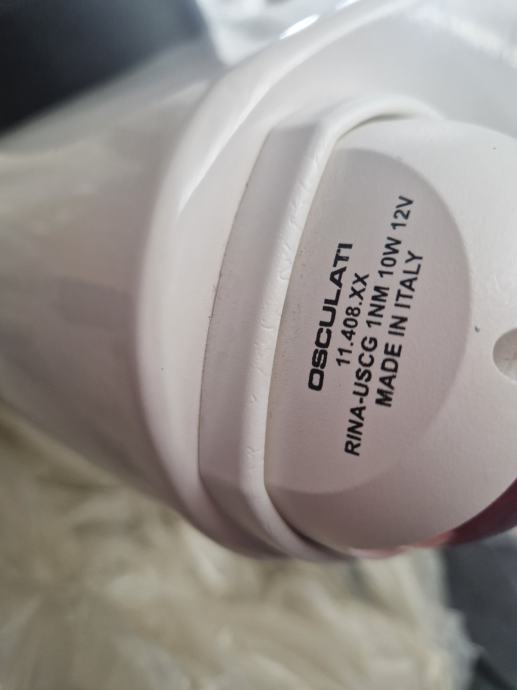 OSCULATI
11.408.XX
RINA-USCG 1NM 10W 12V
MADE IN ITALY